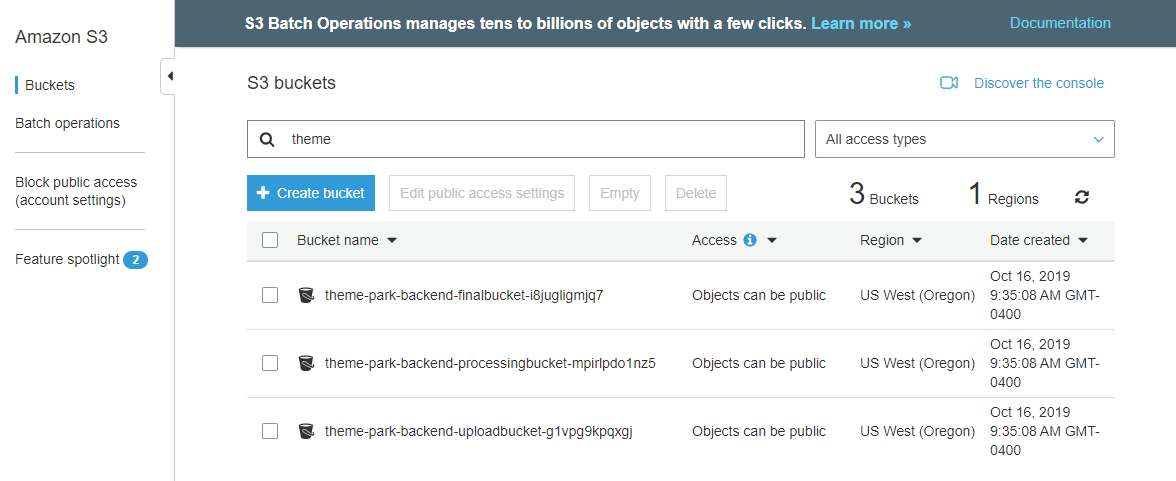 S3 Batch Operations manages tens to billions of objects with a few clicks. Learn more »
Documentation
Amazon S3
Buckets
Batch operations
Block public access
(account settings)
Feature spotlight 2
S3 buckets
Discover the console
theme
All access types
+ Create bucket
Edit public access settings
Empty
Delete
3 Buckets
1 Regions
Bucket name
Access
Region
Date created
theme-park-backend-finalbucket-i8jugligmjq7
Objects can be public
US West (Oregon)
Oct 16, 2019
9:35:08 AM GMT-
0400
theme-park-backend-processingbucket-mpirlpdo1nz5
Objects can be public
US West (Oregon)
Oct 16, 2019
9:35:08 AM GMT-
0400
theme-park-backend-uploadbucket-g1vpg9kpqxgj
Objects can be public
US West (Oregon)
Oct 16, 2019
9:35:08 AM GMT-
0400